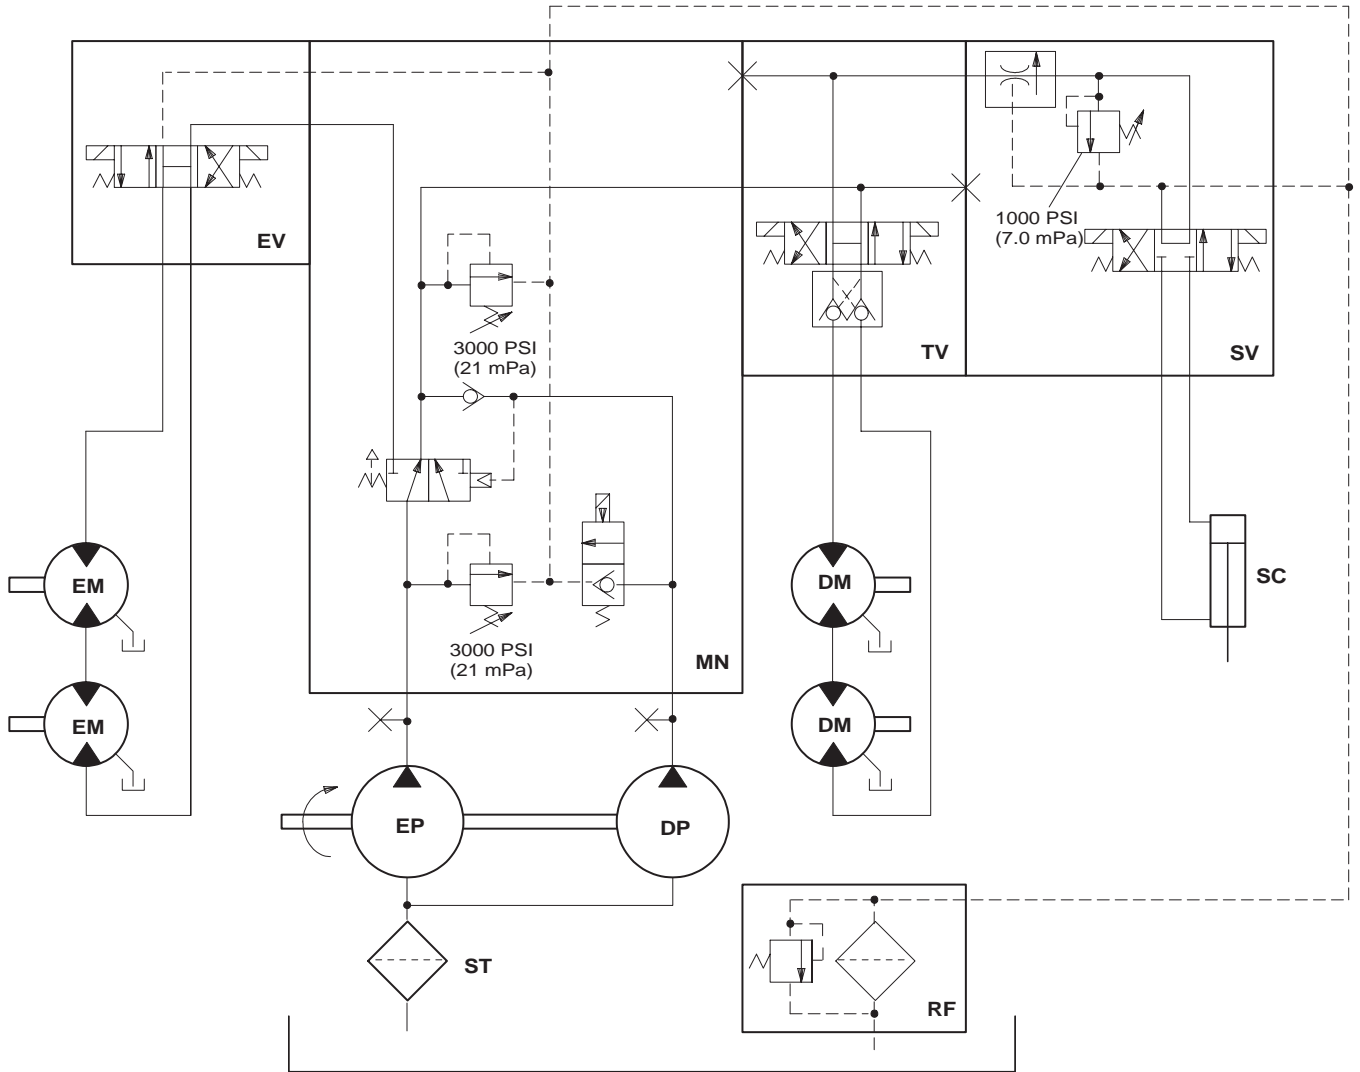 EV
1000 PSI
(7.0 mPa)
3000 PSI
(21 mPa)
TV
SV
EM
DM
SC
3000 PSI
(21 mPa)
MN
EM
DM
EP
DP
ST
RF